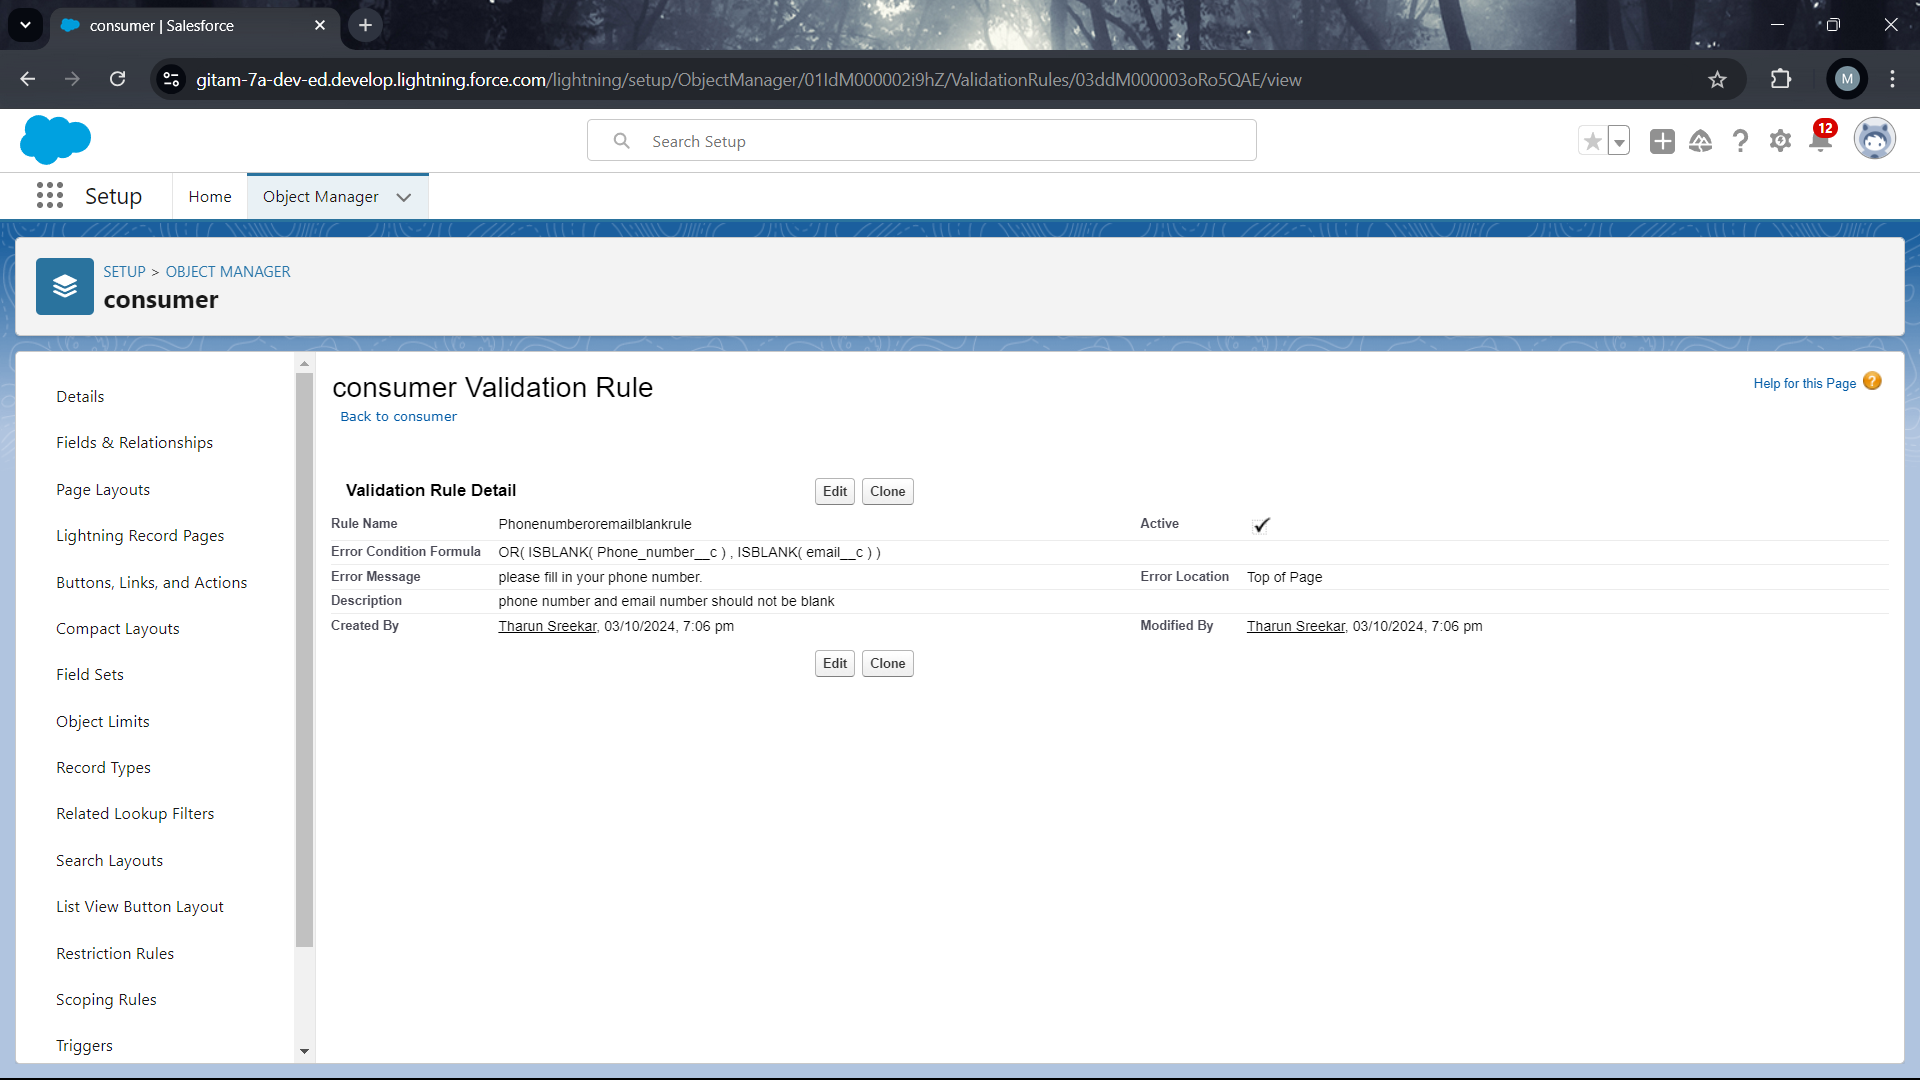 consumer | Salesforce
gitam-7a-dev-ed.develop.lightning.force.com/lightning/setup/ObjectManager/01IdM000002i9hZ/ValidationRules/03ddM000003oRo5QAE/view
M
Search Setup
12
Setup
Home
Object Manager
SETUP > OBJECT MANAGER
consumer
Details
Fields & Relationships
Page Layouts
Lightning Record Pages
Buttons, Links, and Actions
Compact Layouts
Field Sets
Object Limits
Record Types
Related Lookup Filters
Search Layouts
List View Button Layout
Restriction Rules
Scoping Rules
Triggers
consumer Validation Rule
Help for this Page ?
Back to consumer
Validation Rule Detail
Edit Clone
Rule Name Phonenumberoremailblankrule Active
Error Condition Formula OR( ISBLANK( Phone_number__c ) , ISBLANK( email__c ) )
Error Message please fill in your phone number. Error Location Top of Page
Description phone number and email number should not be blank
Created By Tharun Sreekar, 03/10/2024, 7:06 pm Modified By Tharun Sreekar, 03/10/2024, 7:06 pm
Edit Clone